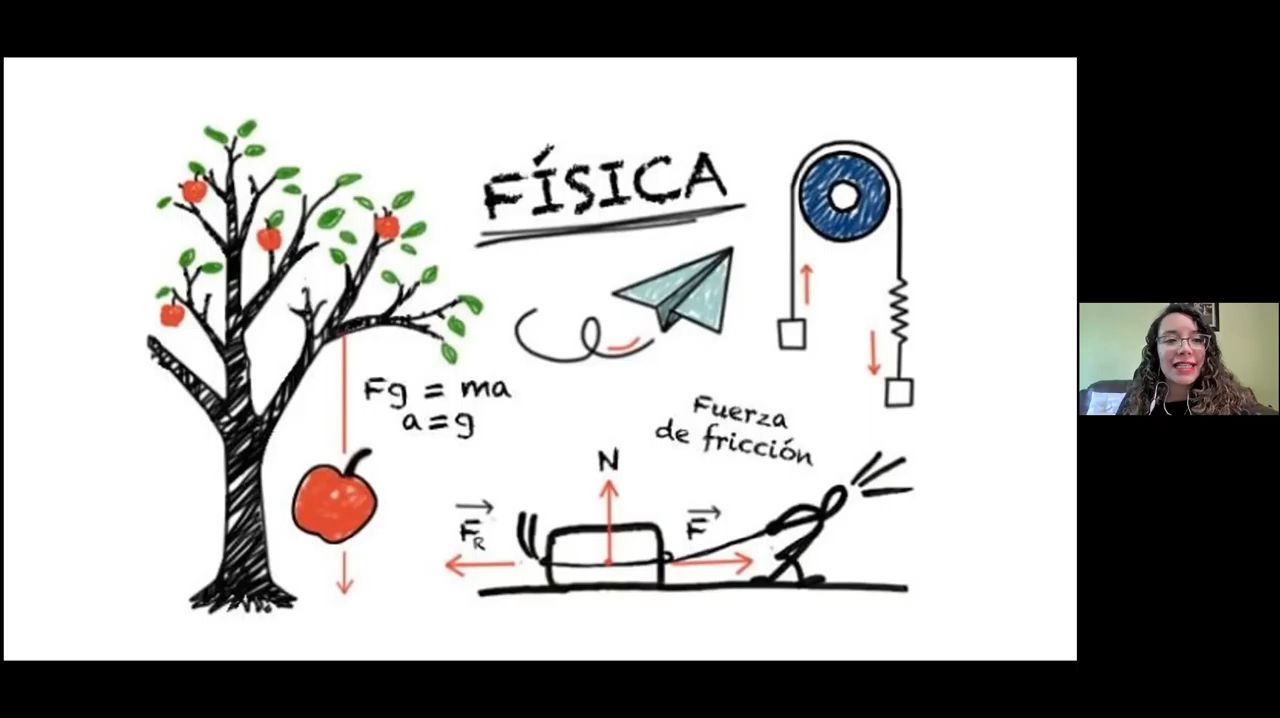 FÍSICA
Fg = ma
a = g
Fuerza
de fricción
N
F_R
F